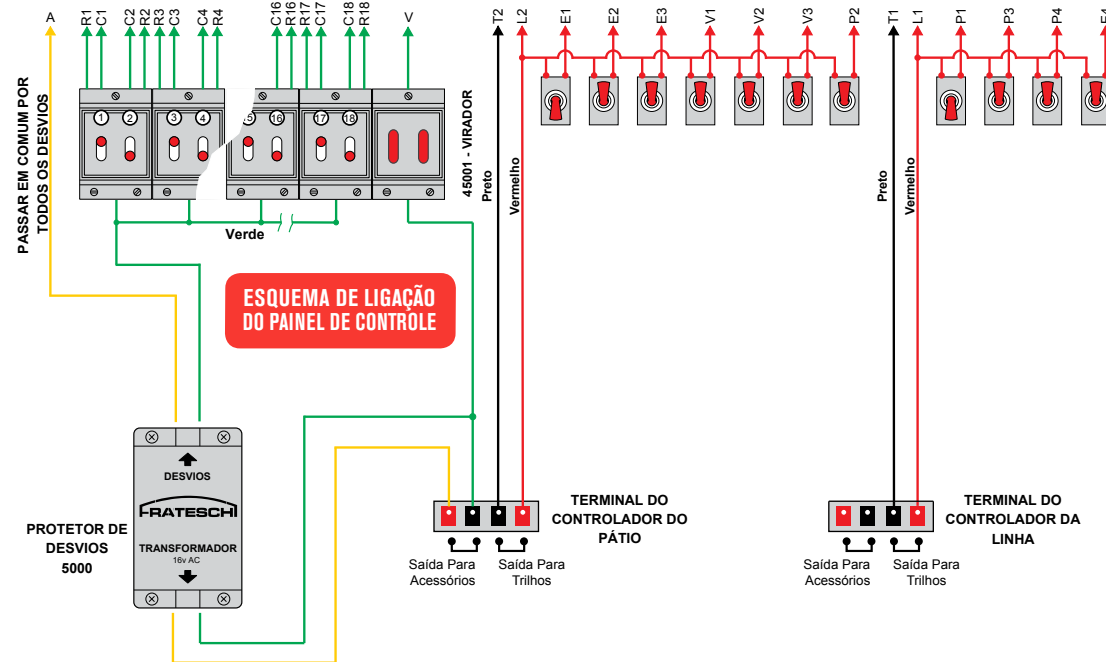 A
R1
C1
C2
R2
R3
C3
C4
R4
C16
R16
R17
C17
C18
R18
V
T2
L2
E1
E2
E3
V1
V2
V3
P2
T1
L1
P1
P3
P4
E4
PASSAR EM COMUM POR
TODOS OS DESVIOS
1
2
3
4
16
17
18
45001 - VIRADOR
Preto
Vermelho
Preto
Vermelho
Verde
ESQUEMA DE LIGAÇÃO
DO PAINEL DE CONTROLE
DESVIOS
FRATESCHI
TRANSFORMADOR
16v AC
PROTETOR DE
DESVIOS
5000
TERMINAL DO
CONTROLADOR DO
PÁTIO
Saída Para
Acessórios
Saída Para
Trilhos
TERMINAL DO
CONTROLADOR DA
LINHA
Saída Para
Acessórios
Saída Para
Trilhos